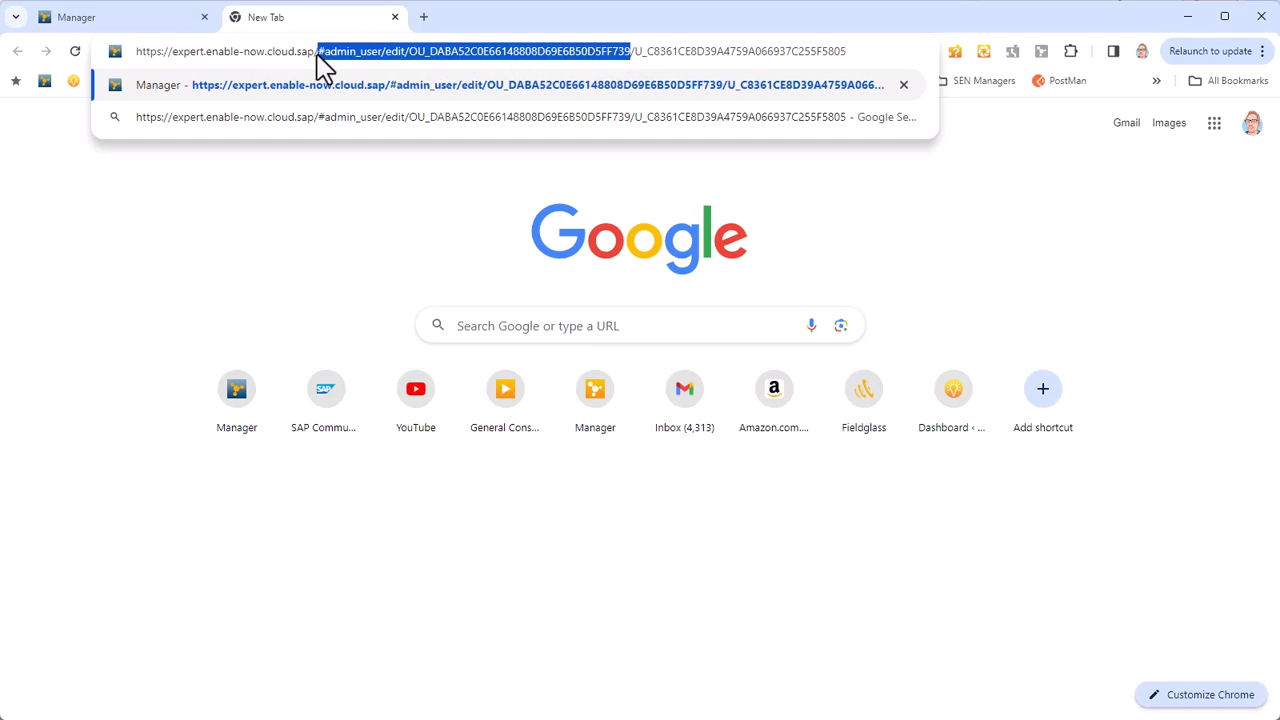 Manager
New Tab
https://expert.enable-now.cloud.sap/#admin_user/edit/OU_DABA52C0E66148808D69E6B50D5FF739/U_C8361CE8D39A4759A066937C255F5805
Relaunch to update
Manager - https://expert.enable-now.cloud.sap/#admin_user/edit/OU_DABA52C0E66148808D69E6B50D5FF739/U_C8361CE8D39A4759A066...
SEN Managers
PostMan
All Bookmarks
https://expert.enable-now.cloud.sap/#admin_user/edit/OU_DABA52C0E66148808D69E6B50D5FF739/U_C8361CE8D39A4759A066937C255F5805 - Google Se...
Gmail
Images
Google
Search Google or type a URL
SAP
a
Manager
SAP Commu...
YouTube
General Cons...
Manager
Inbox (4,313)
Amazon.com....
Fieldglass
Dashboard ‹ ...
Add shortcut
Customize Chrome